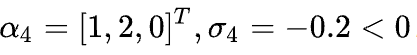 α₄ = [1, 2, 0]ᵀ, σ₄ = −0.2 < 0